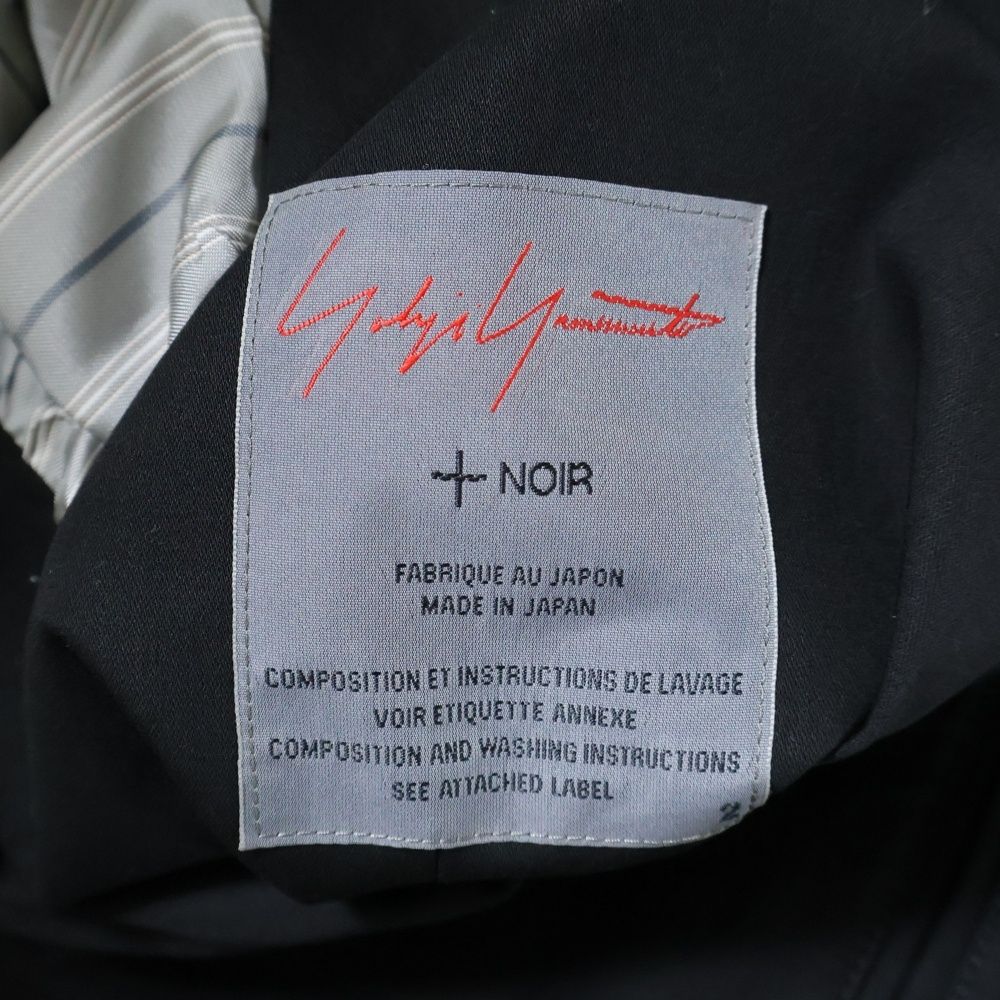 Yohji Yamamoto
+ NOIR
FABRIQUE AU JAPON
MADE IN JAPAN
COMPOSITION ET INSTRUCTIONS DE LAVAGE
VOIR ETIQUETTE ANNEXE
COMPOSITION AND WASHING INSTRUCTIONS
SEE ATTACHED LABEL
2